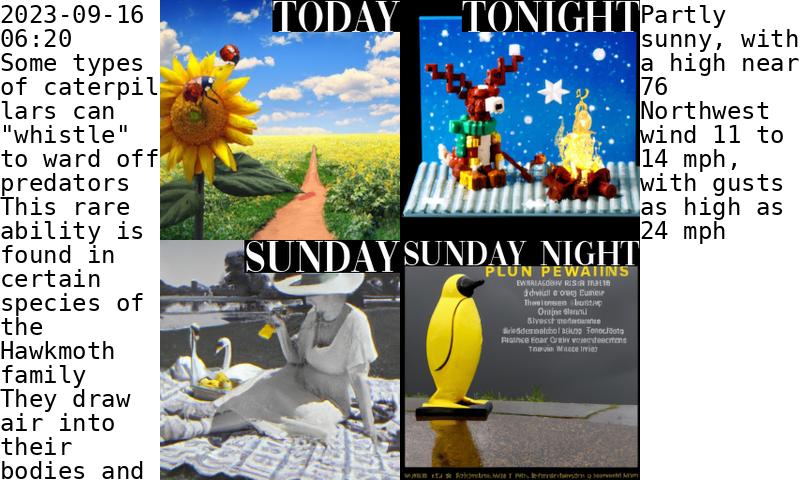 2023-09-16
06:20
Some types
of caterpil
lars can
"whistle"
to ward off
predators
This rare
ability is
found in
certain
species of
the
Hawkmoth
family
They draw
air into
their
bodies and
TODAY
TONIGHT
SUNDAY
SUNDAY NIGHT
PLUN PEWAIINS
Partly
sunny, with
a high near
76
Northwest
wind 11 to
14 mph,
with gusts
as high as
24 mph